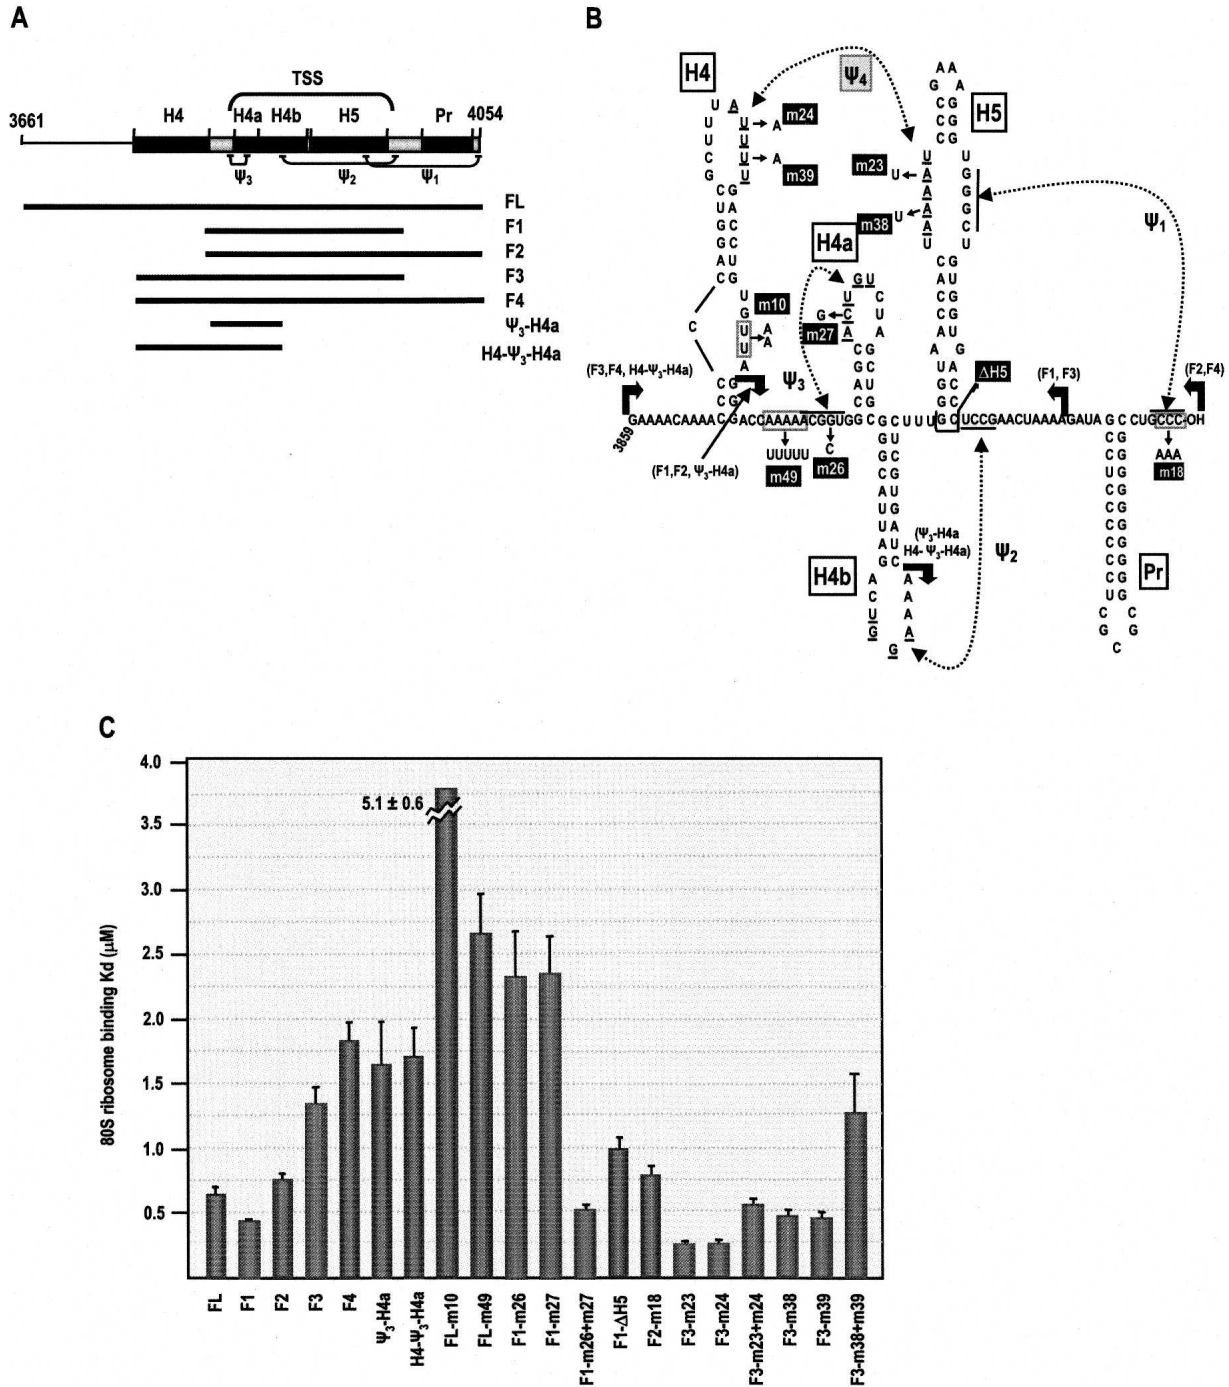 A
TSS
3661 H4 H4a H4b H5 Pr 4054
Ψ3 Ψ2 Ψ1
FL
F1
F2
F3
F4
Ψ3-H4a
H4-Ψ3-H4a
B
H4
Ψ4
H5
m24
m39
m23
m38
H4a
m10
m27
Ψ3
Ψ1
ΔH5
(F3,F4, H4-Ψ3-H4a)
(F1, F3)
(F2,F4)
GAAAACAAAACGACCAAAAACGGUGGCGCUUUGCUCCGAACUAAAAGAUAGCCUGCCC-OH
3859
(F1,F2, Ψ3-H4a)
UUUUU
m49
C
m26
AAA
m18
(Ψ3-H4a
H4- Ψ3-H4a)
H4b
Ψ2
Pr
C
80S ribosome binding Kd (μM)
4.0
3.5
3.0
2.5
2.0
1.5
1.0
0.5
5.1 ± 0.6
FL
F1
F2
F3
F4
Ψ3-H4a
H4-Ψ3-H4a
FL-m10
FL-m49
F1-m26
F1-m27
F1-m26+m27
F1-ΔH5
F2-m18
F3-m23
F3-m24
F3-m23+m24
F3-m38
F3-m39
F3-m38+m39